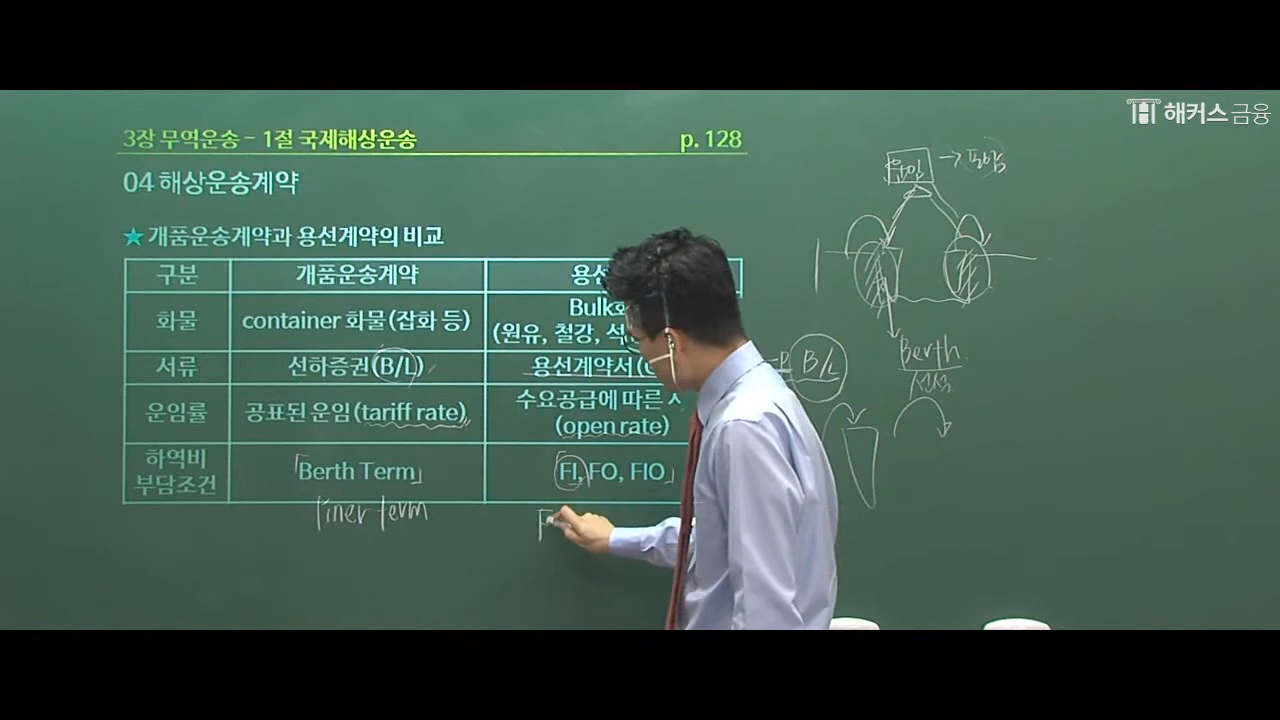 해커스 금융
3장 무역운송 - 1절 국제해상운송 p. 128
04 해상운송계약
★ 개품운송계약과 용선계약의 비교
구분 개품운송계약
화물 container 화물(잡화 등) Bulk
(원유, 철강,
서류 선하증권(B/L) 용선계약서
운임률 공표된 운임(tariff rate) 수요공급에 따른
(open rate)
하역비
부담조건 「Berth Term」 FI, FO, FIO」
liner term F
운임 → 포함
B/L
Berth
선석